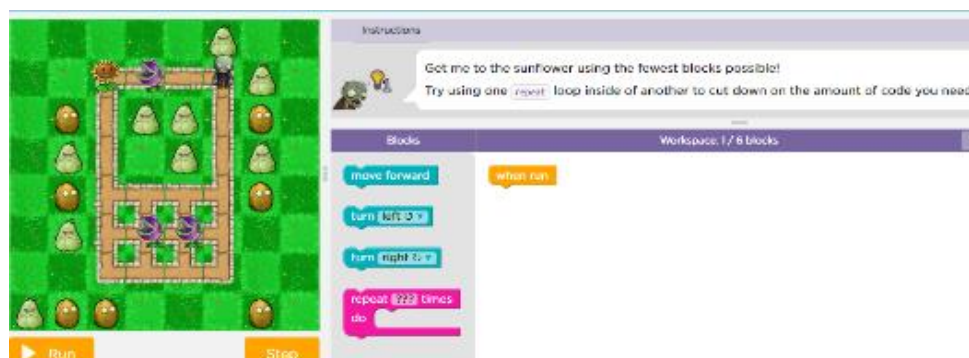 Instructions
Get me to the sunflower using the fewest blocks possible!
Try using one repeat loop inside of another to cut down on the amount of code you need
Blocks
Workspace: 1 / 6 blocks
move forward
when run
turn left
turn right
repeat ??? times
do
Run
Step